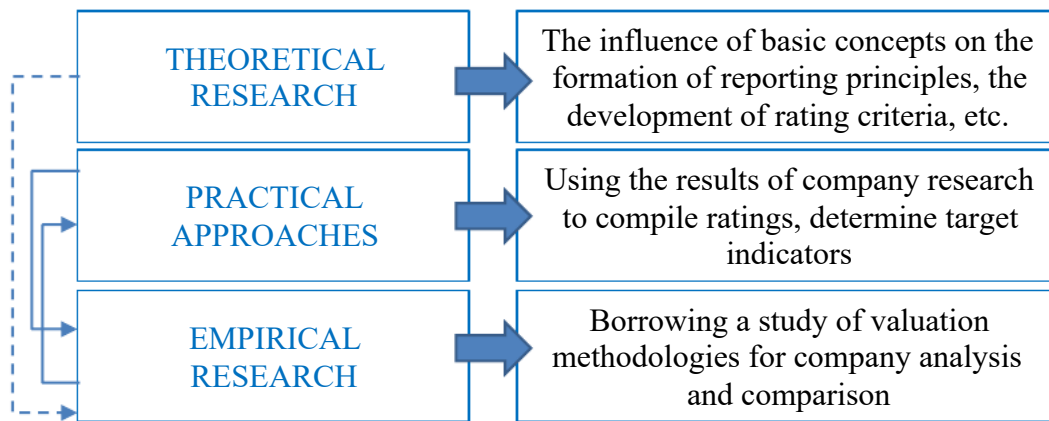 THEORETICAL
RESEARCH
The influence of basic concepts on the
formation of reporting principles, the
development of rating criteria, etc.
PRACTICAL
APPROACHES
Using the results of company research
to compile ratings, determine target
indicators
EMPIRICAL
RESEARCH
Borrowing a study of valuation
methodologies for company analysis
and comparison